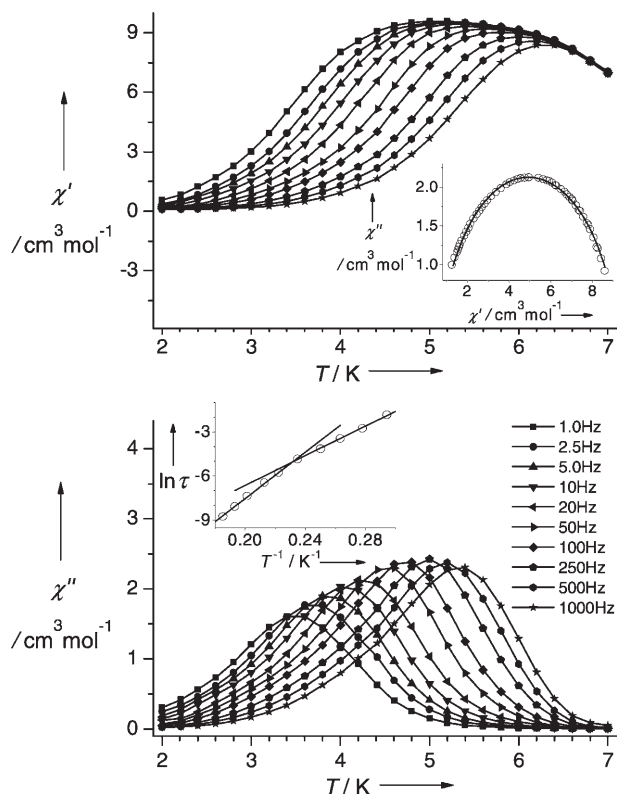 9
6
3
0
-3
χ′
/cm³mol⁻¹
2 3 4 5 6 7
T / K
χ″
/cm³mol⁻¹
2.0
1.5
1.0
2 4 6 8
χ′/cm³mol⁻¹
4
3
2
1
0
χ″
/cm³mol⁻¹
2 3 4 5 6 7
T / K
ln τ
-3
-6
-9
0.20 0.24 0.28
T⁻¹ / K⁻¹
1.0Hz
2.5Hz
5.0Hz
10Hz
20Hz
50Hz
100Hz
250Hz
500Hz
1000Hz